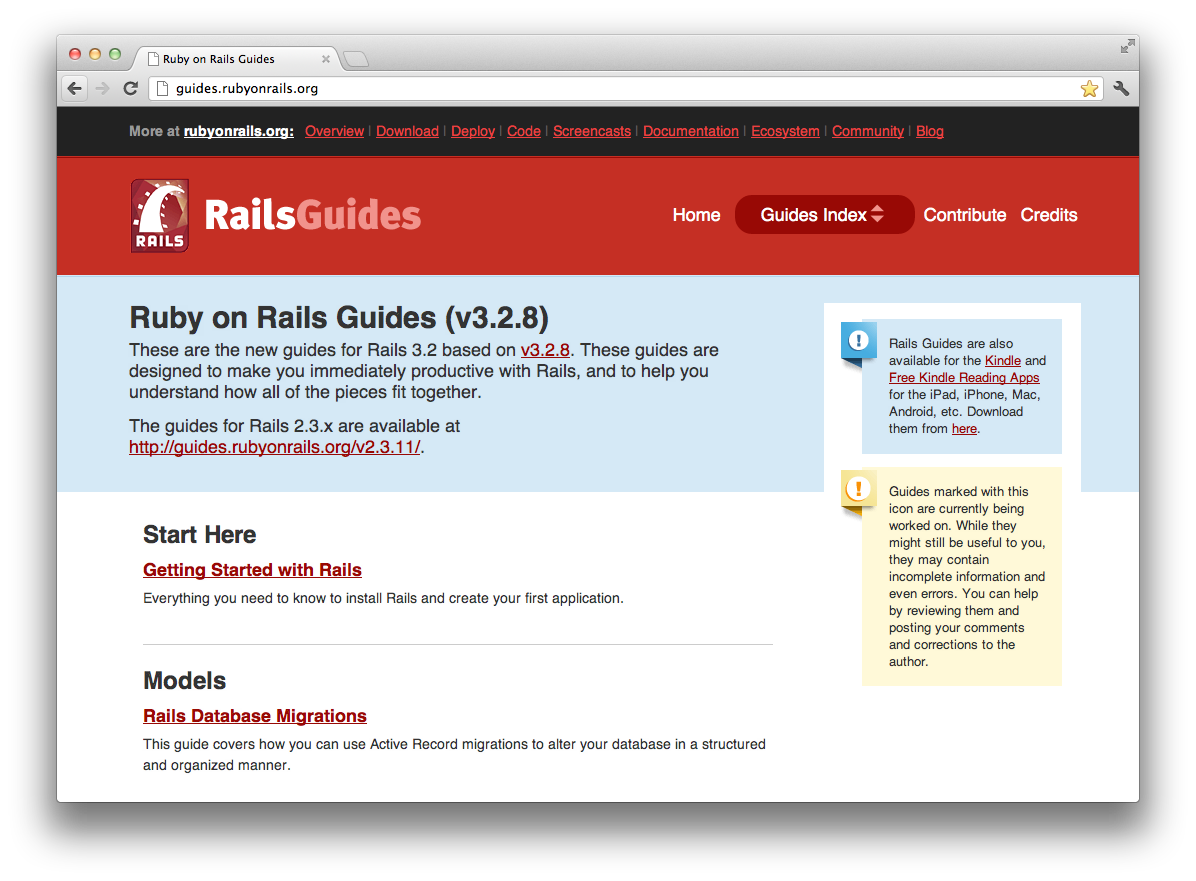 Ruby on Rails Guides
guides.rubyonrails.org
More at rubyonrails.org: Overview | Download | Deploy | Code | Screencasts | Documentation | Ecosystem | Community | Blog
RAILS
RailsGuides
Home Guides Index Contribute Credits
Ruby on Rails Guides (v3.2.8)
These are the new guides for Rails 3.2 based on v3.2.8. These guides are
designed to make you immediately productive with Rails, and to help you
understand how all of the pieces fit together.
The guides for Rails 2.3.x are available at
http://guides.rubyonrails.org/v2.3.11/.
Rails Guides are also
available for the Kindle and
Free Kindle Reading Apps
for the iPad, iPhone, Mac,
Android, etc. Download
them from here.
Guides marked with this
icon are currently being
worked on. While they
might still be useful to you,
they may contain
incomplete information and
even errors. You can help
by reviewing them and
posting your comments
and corrections to the
author.
Start Here
Getting Started with Rails
Everything you need to know to install Rails and create your first application.
Models
Rails Database Migrations
This guide covers how you can use Active Record migrations to alter your database in a structured
and organized manner.